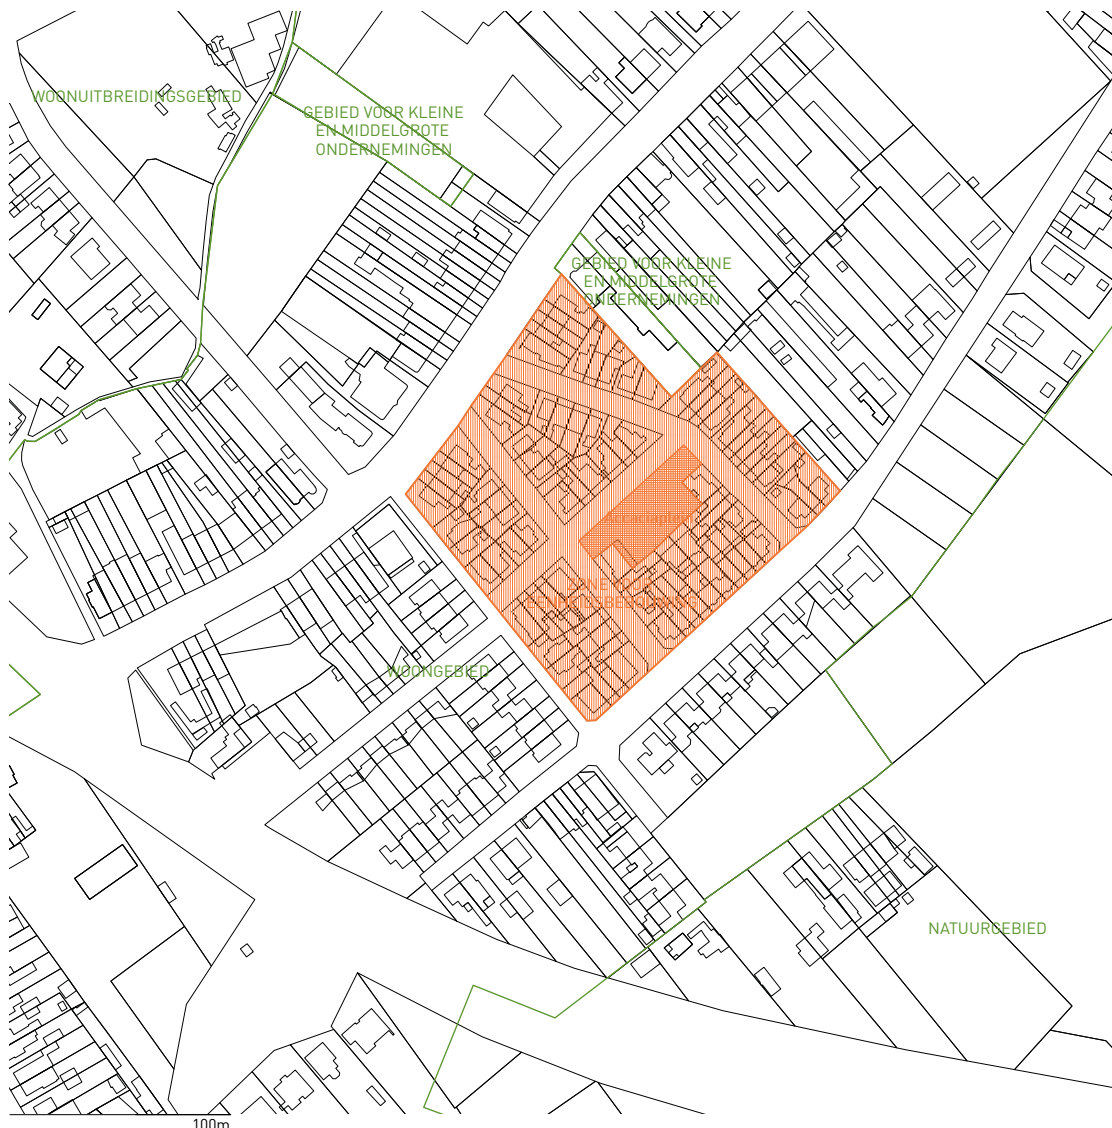 WOONUITBREIDINGSGEBIED
GEBIED VOOR KLEINE
EN MIDDELGROTE
ONDERNEMINGEN
GEBIED VOOR KLEINE
EN MIDDELGROTE
ONDERNEMINGEN
WOONGEBIED
NATUURGEBIED
100m